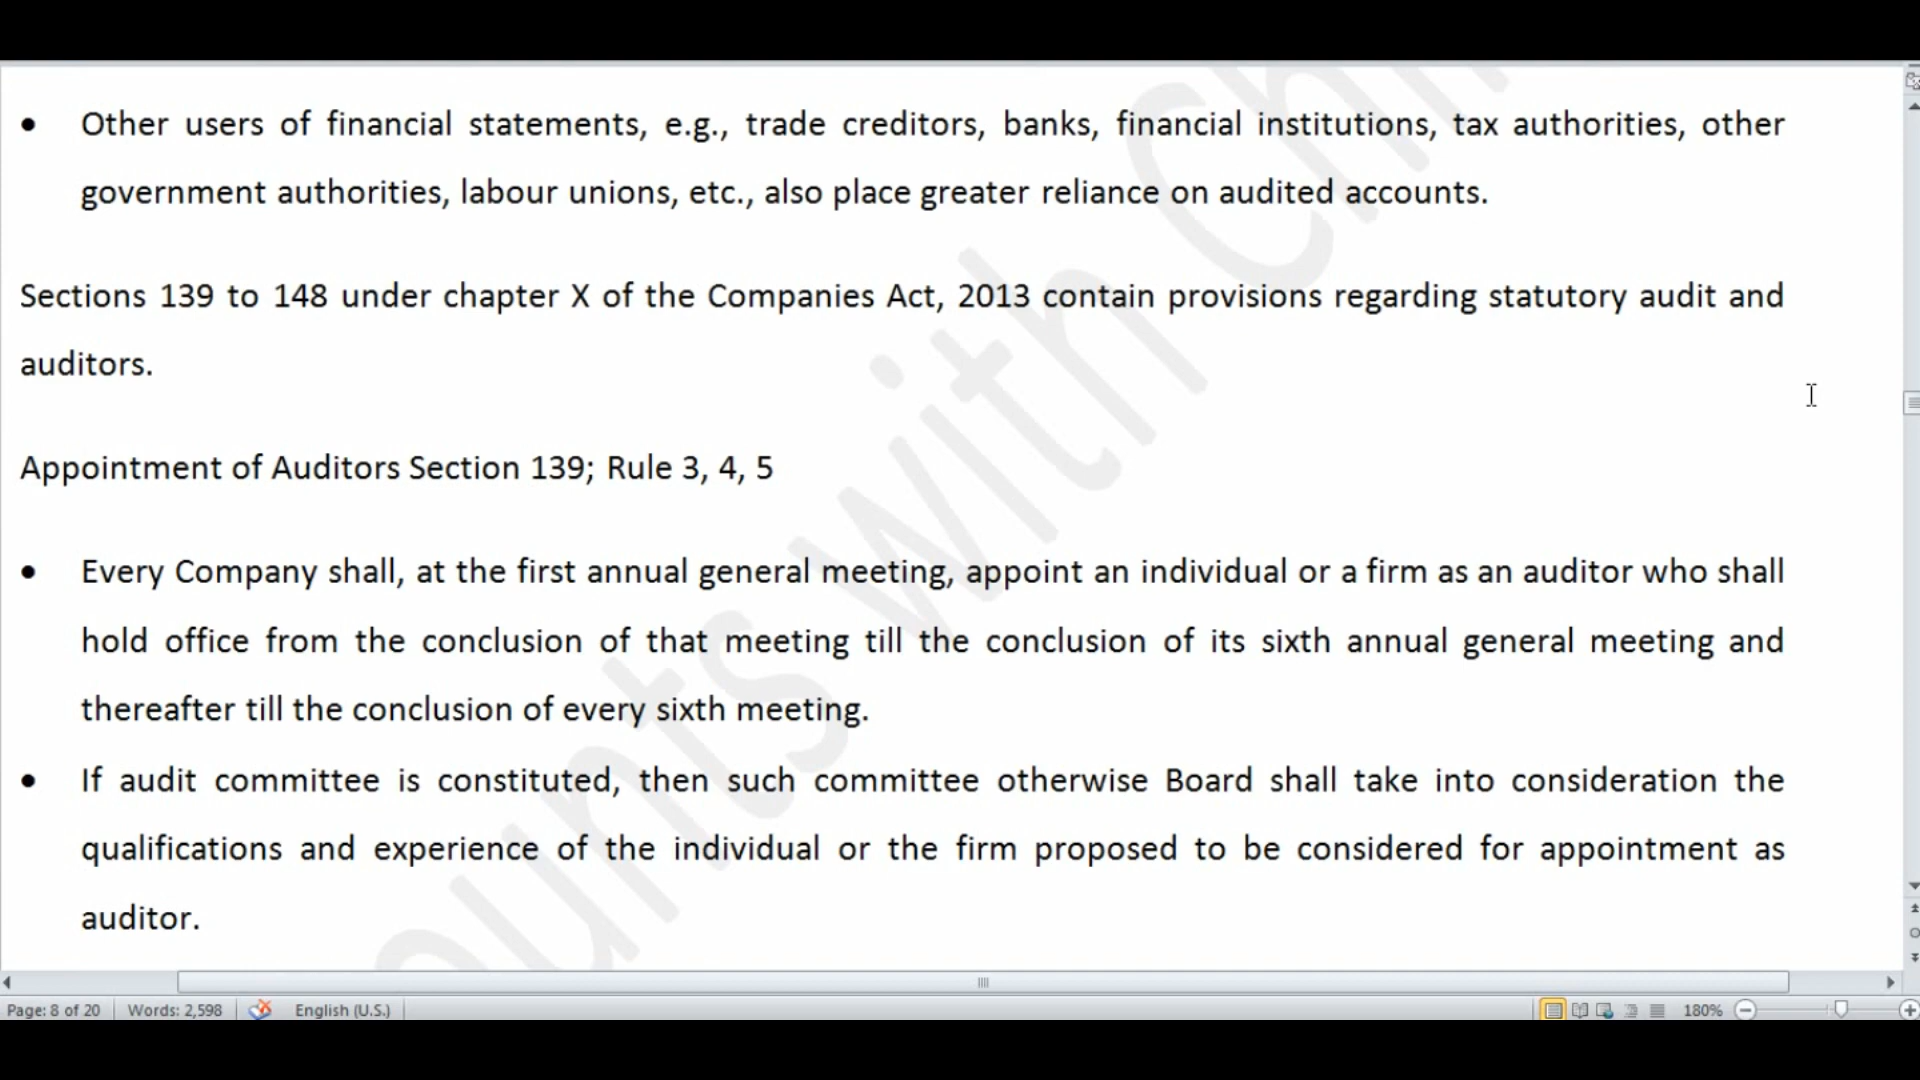 • Other users of financial statements, e.g., trade creditors, banks, financial institutions, tax authorities, other
government authorities, labour unions, etc., also place greater reliance on audited accounts.
Sections 139 to 148 under chapter X of the Companies Act, 2013 contain provisions regarding statutory audit and
auditors.
Appointment of Auditors Section 139; Rule 3, 4, 5
• Every Company shall, at the first annual general meeting, appoint an individual or a firm as an auditor who shall
hold office from the conclusion of that meeting till the conclusion of its sixth annual general meeting and
thereafter till the conclusion of every sixth meeting.
• If audit committee is constituted, then such committee otherwise Board shall take into consideration the
qualifications and experience of the individual or the firm proposed to be considered for appointment as
auditor.
with
Page: 8 of 20 Words: 2,598 English (U.S.) 180%